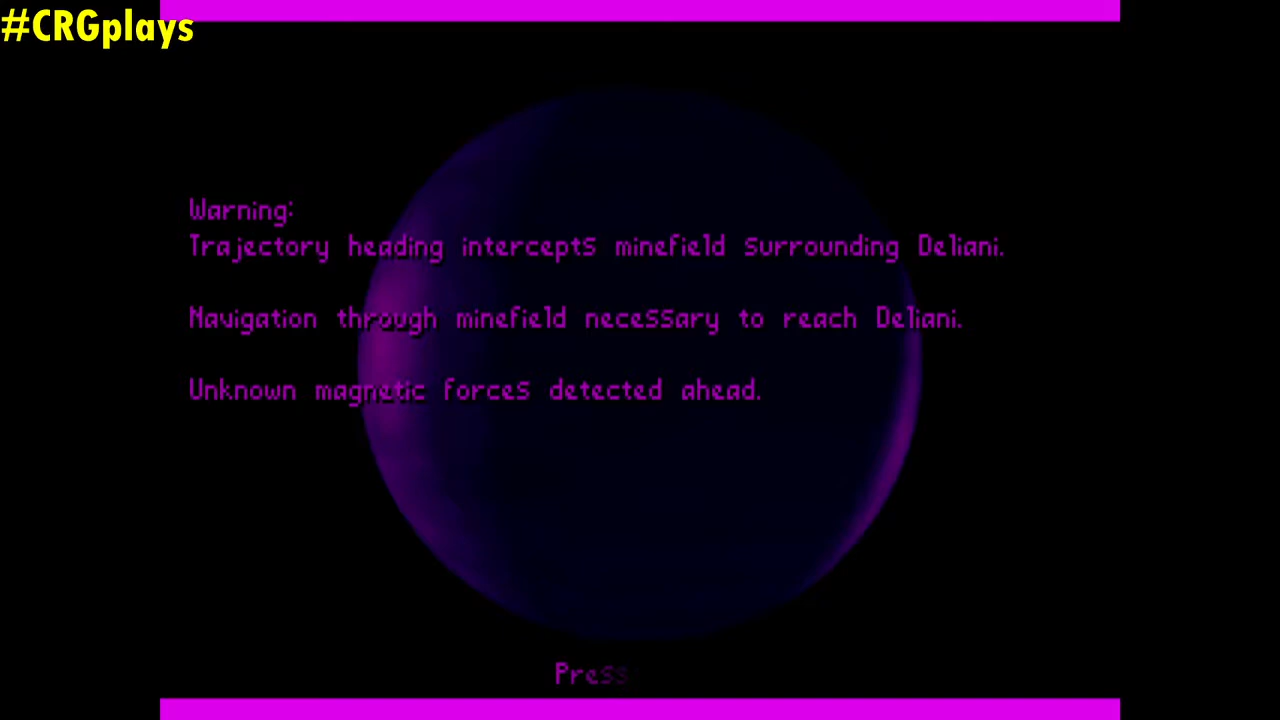 #CRGplays
Warning:
Trajectory heading intercepts minefield surrounding Deliani.
Navigation through minefield necessary to reach Deliani.
Unknown magnetic forces detected ahead.
Press